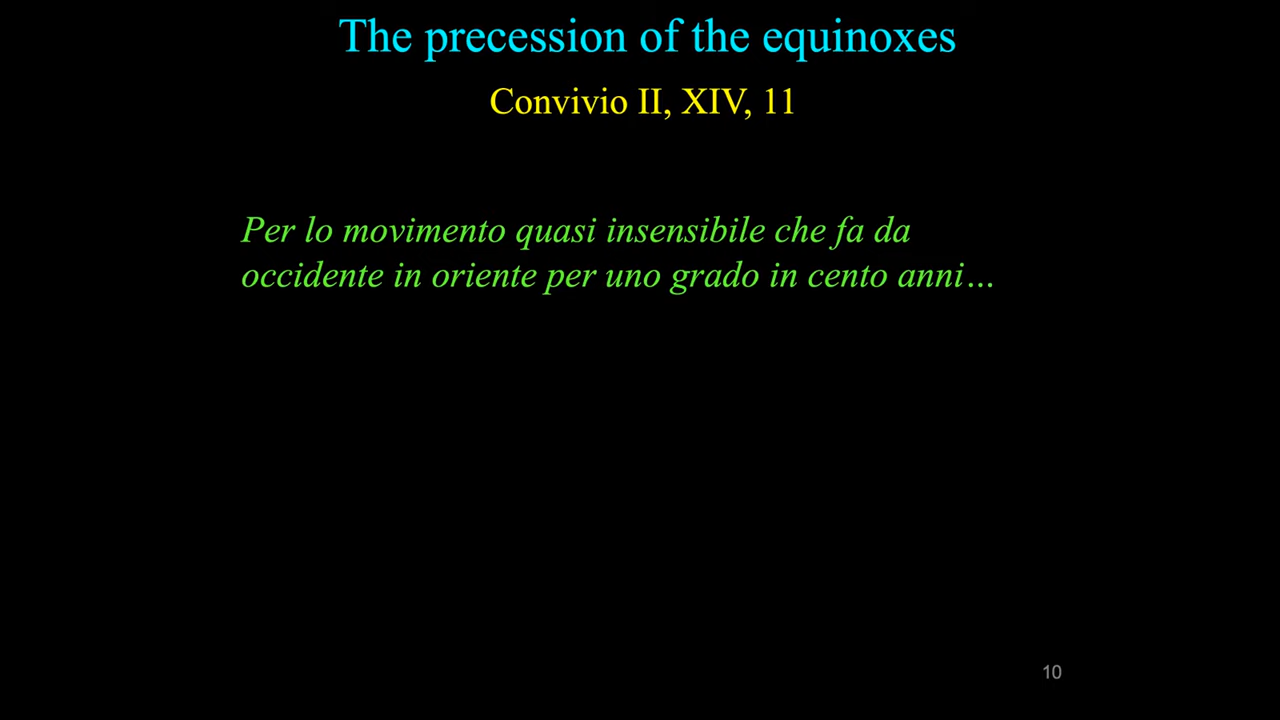 The precession of the equinoxes
Convivio II, XIV, 11
Per lo movimento quasi insensibile che fa da
occidente in oriente per uno grado in cento anni…
10